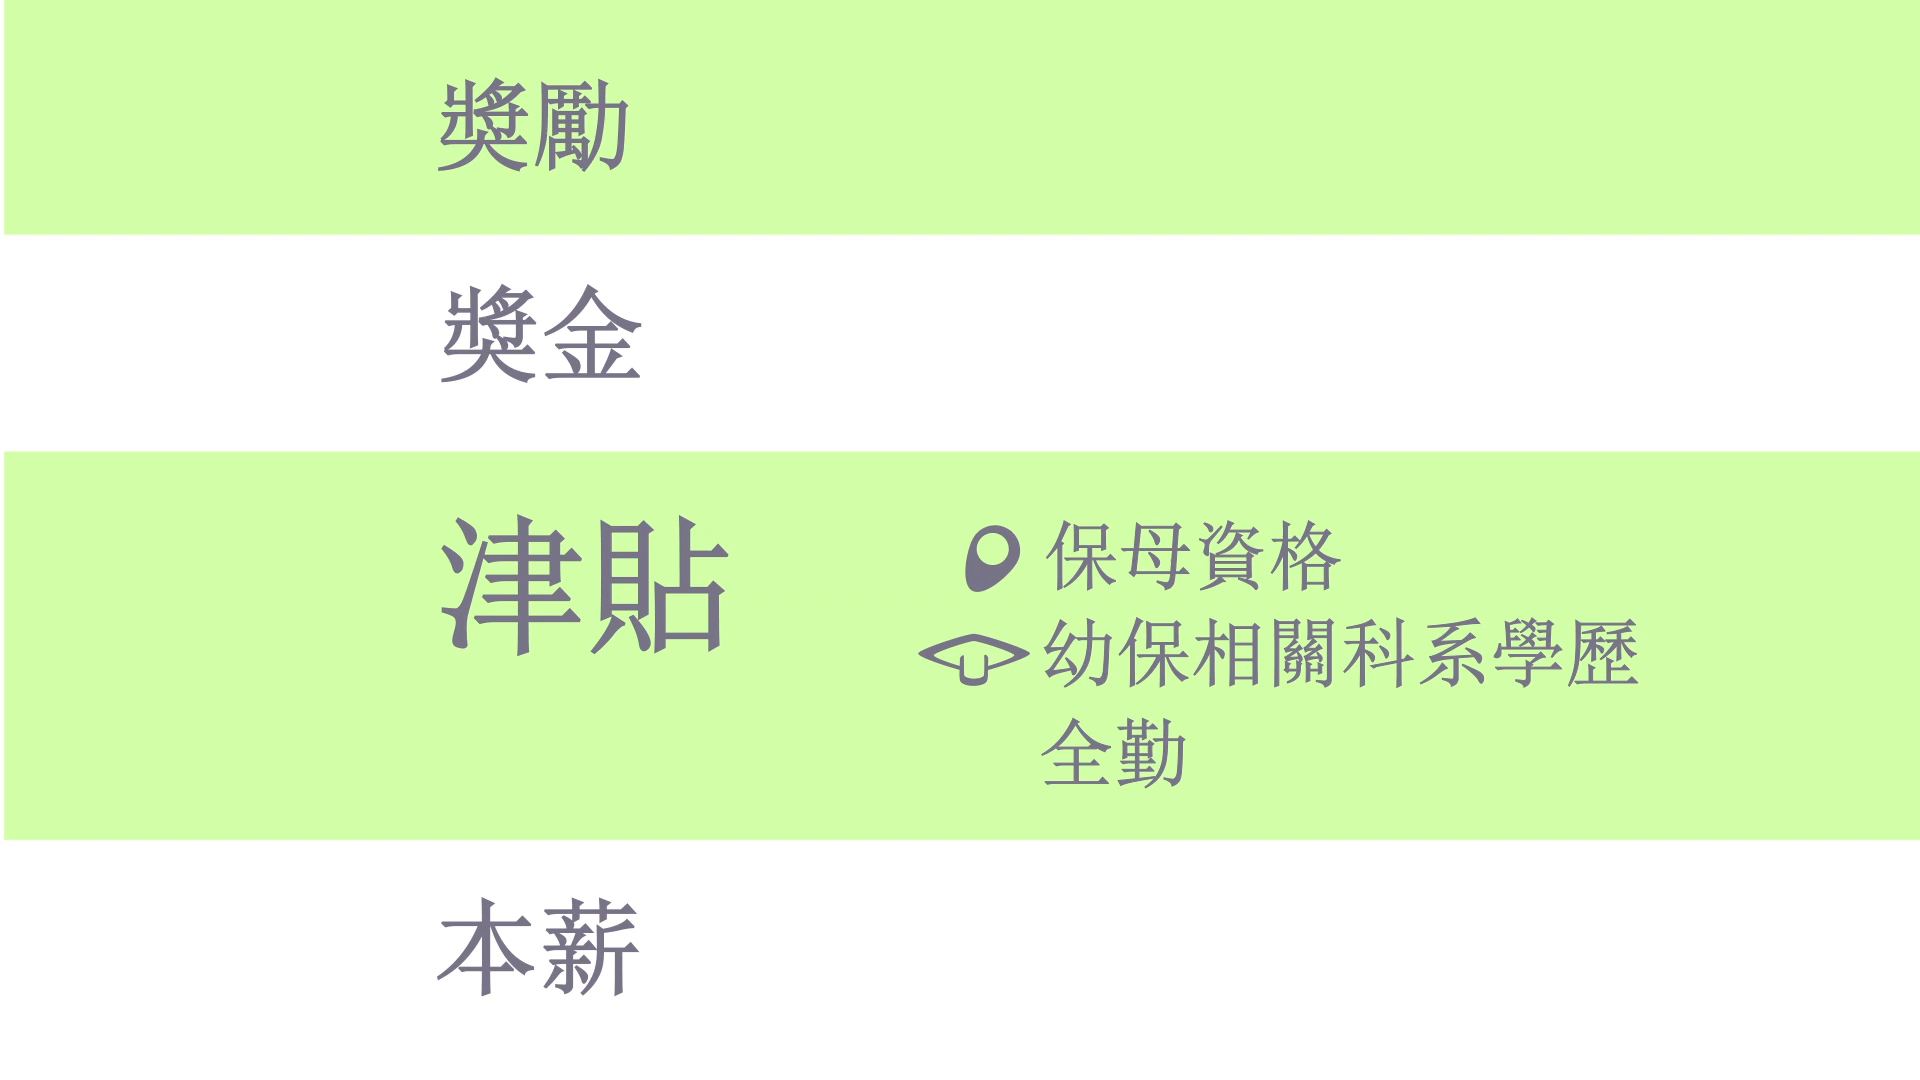 獎勵
獎金
津貼
保母資格
幼保相關科系學歷
全勤
本薪